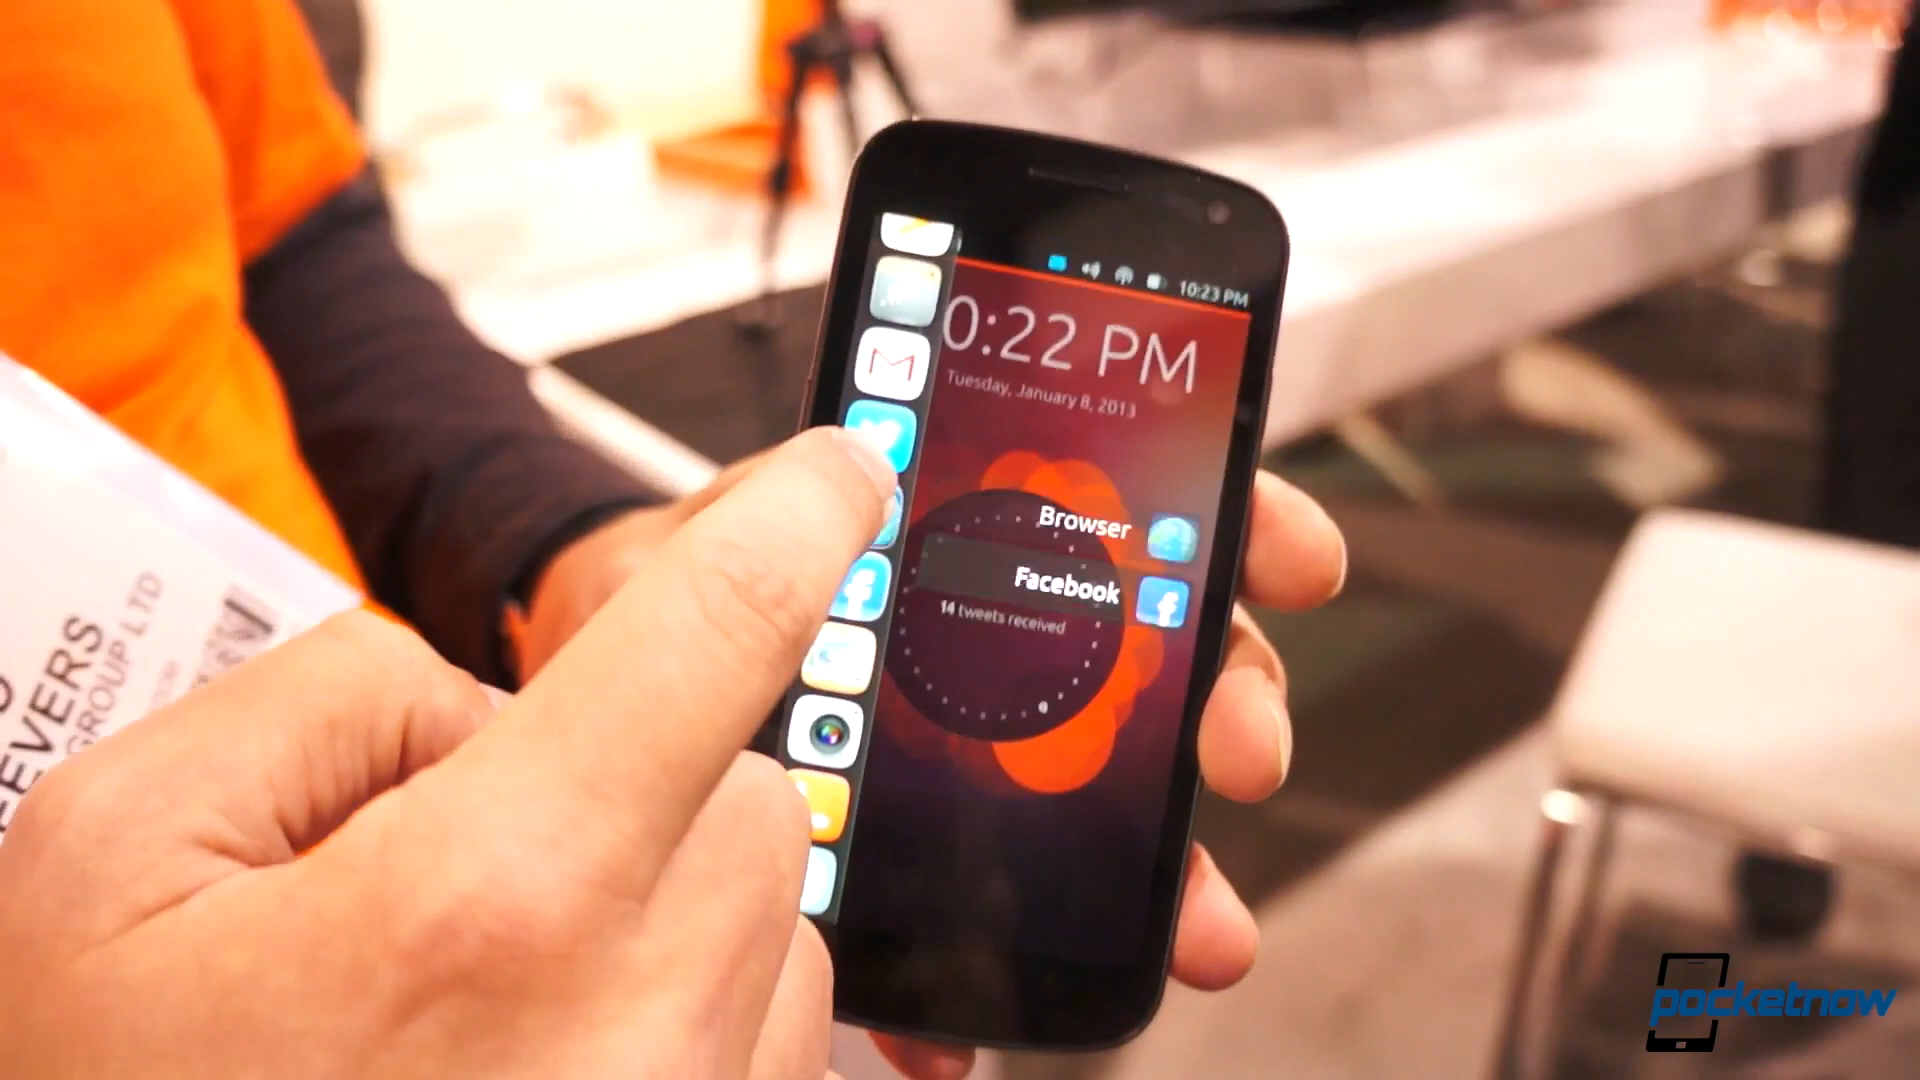 10:23 PM
0:22 PM
Tuesday, January 8, 2013
Browser
Facebook
14 tweets received
EVERS
GROUP LTD
pocketnow